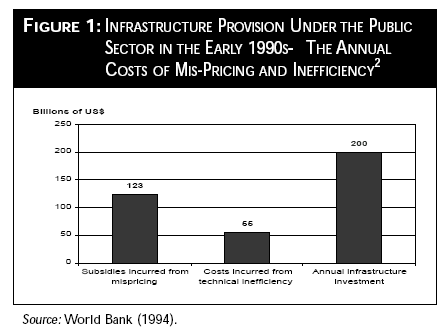 FIGURE 1: INFRASTRUCTURE PROVISION UNDER THE PUBLIC
SECTOR IN THE EARLY 1990S- THE ANNUAL
COSTS OF MIS-PRICING AND INEFFICIENCY2
Billions of US$
250
200
150
100
50
0
123
55
200
Subsidies incurred from
mispricing
Costs incurred from
technical inefficiency
Annual infrastructure
investment
Source: World Bank (1994).